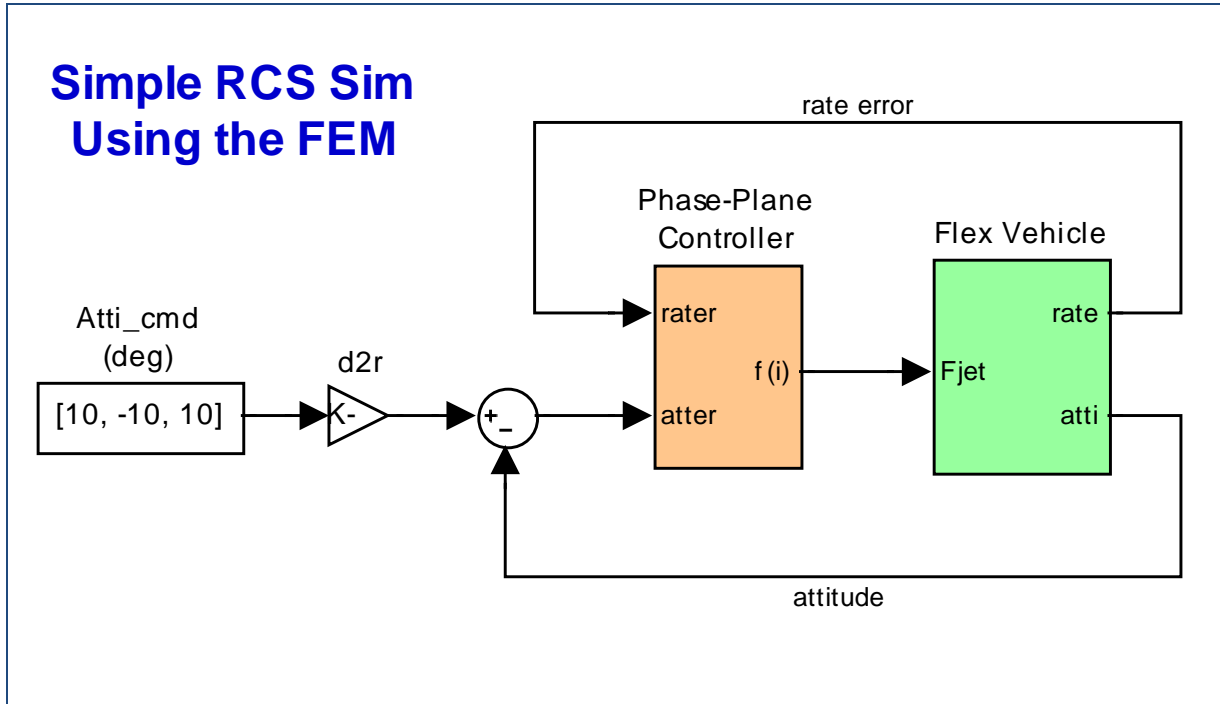 Simple RCS Sim
Using the FEM
rate error
Phase-Plane
Controller
Flex Vehicle
Atti_cmd
(deg)
d2r
rater
rate
[10, -10, 10]
K-
+
−
f(i)
Fjet
atter
atti
attitude